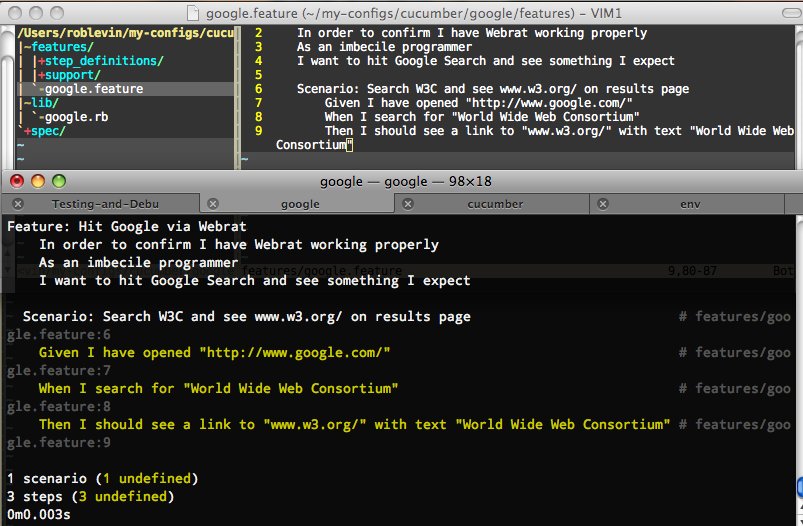 google.feature (~/my-configs/cucumber/google/features) – VIM1
/Users/roblevin/my-configs/cucu
|~features/
| |+step_definitions/
| |+support/
| `-google.feature
|~lib/
| `-google.rb
`+spec/
~
~
2 In order to confirm I have Webrat working properly
3 As an imbecile programmer
4 I want to hit Google Search and see something I expect
5
6 Scenario: Search W3C and see www.w3.org/ on results page
7 Given I have opened "http://www.google.com/"
8 When I search for "World Wide Web Consortium"
9 Then I should see a link to "www.w3.org/" with text "World Wide Web
Consortium"
~
google — google — 98×18
Testing-and-Debu google cucumber env
Feature: Hit Google via Webrat
In order to confirm I have Webrat working properly
As an imbecile programmer
features/google.feature 9,80-87 Bot
I want to hit Google Search and see something I expect
Scenario: Search W3C and see www.w3.org/ on results page # features/goo
gle.feature:6
Given I have opened "http://www.google.com/" # features/goo
gle.feature:7
When I search for "World Wide Web Consortium" # features/goo
gle.feature:8
Then I should see a link to "www.w3.org/" with text "World Wide Web Consortium" # features/goo
gle.feature:9
1 scenario (1 undefined)
3 steps (3 undefined)
0m0.003s